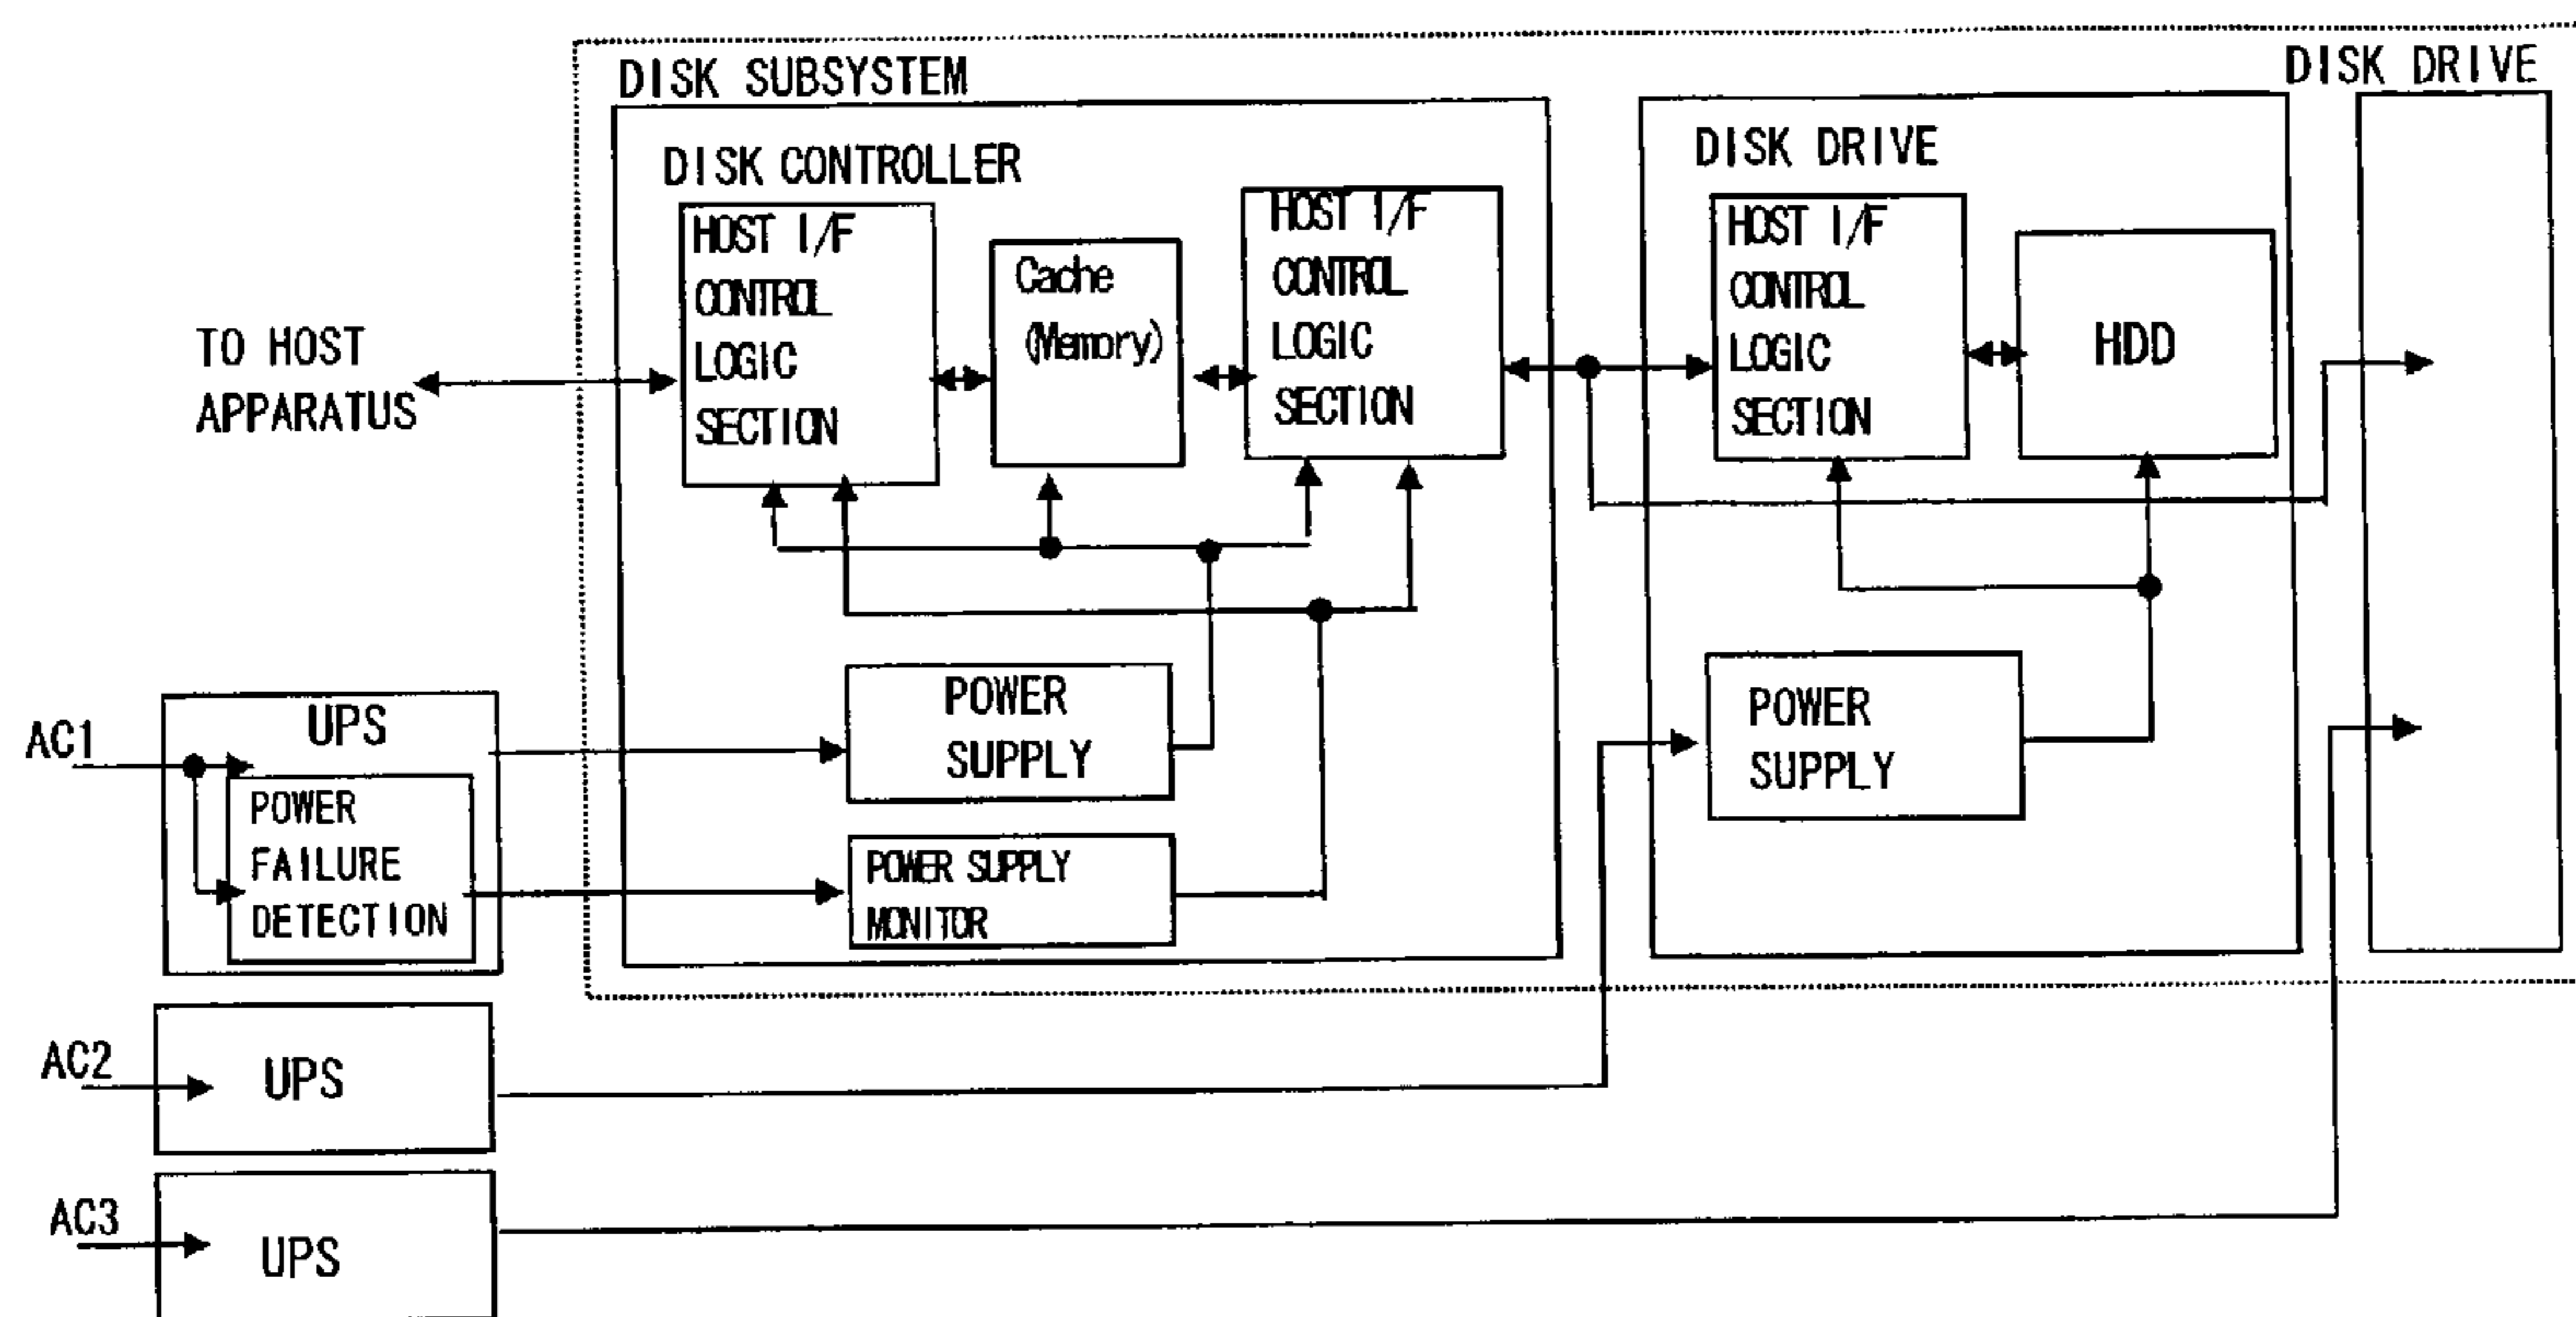 DISK SUBSYSTEM
DISK DRIVE
DISK CONTROLLER
HOST I/F
CONTROL
LOGIC
SECTION
Cache
(Memory)
HOST I/F
CONTROL
LOGIC
SECTION
DISK DRIVE
HOST I/F
CONTROL
LOGIC
SECTION
HDD
TO HOST
APPARATUS
AC1
UPS
POWER
FAILURE
DETECTION
POWER
SUPPLY
POWER SUPPLY
MONITOR
POWER
SUPPLY
AC2
UPS
AC3
UPS